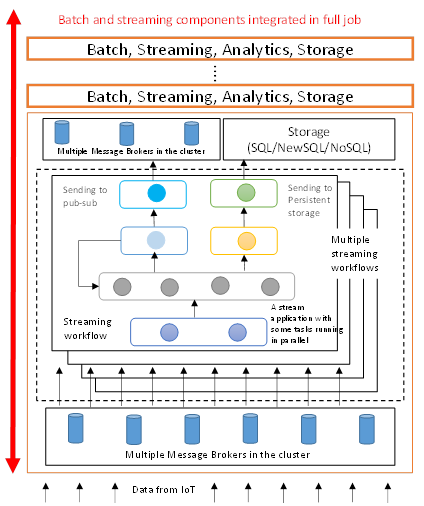 Batch and streaming components integrated in full job
Batch, Streaming, Analytics, Storage
Batch, Streaming, Analytics, Storage
Multiple Message Brokers in the cluster
Storage
(SQL/NewSQL/NoSQL)
Sending to
pub-sub
Sending to
Persistent
storage
Multiple
streaming
workflows
Streaming
workflow
A stream
application with
some tasks running
in parallel
Multiple Message Brokers in the cluster
Data from IoT